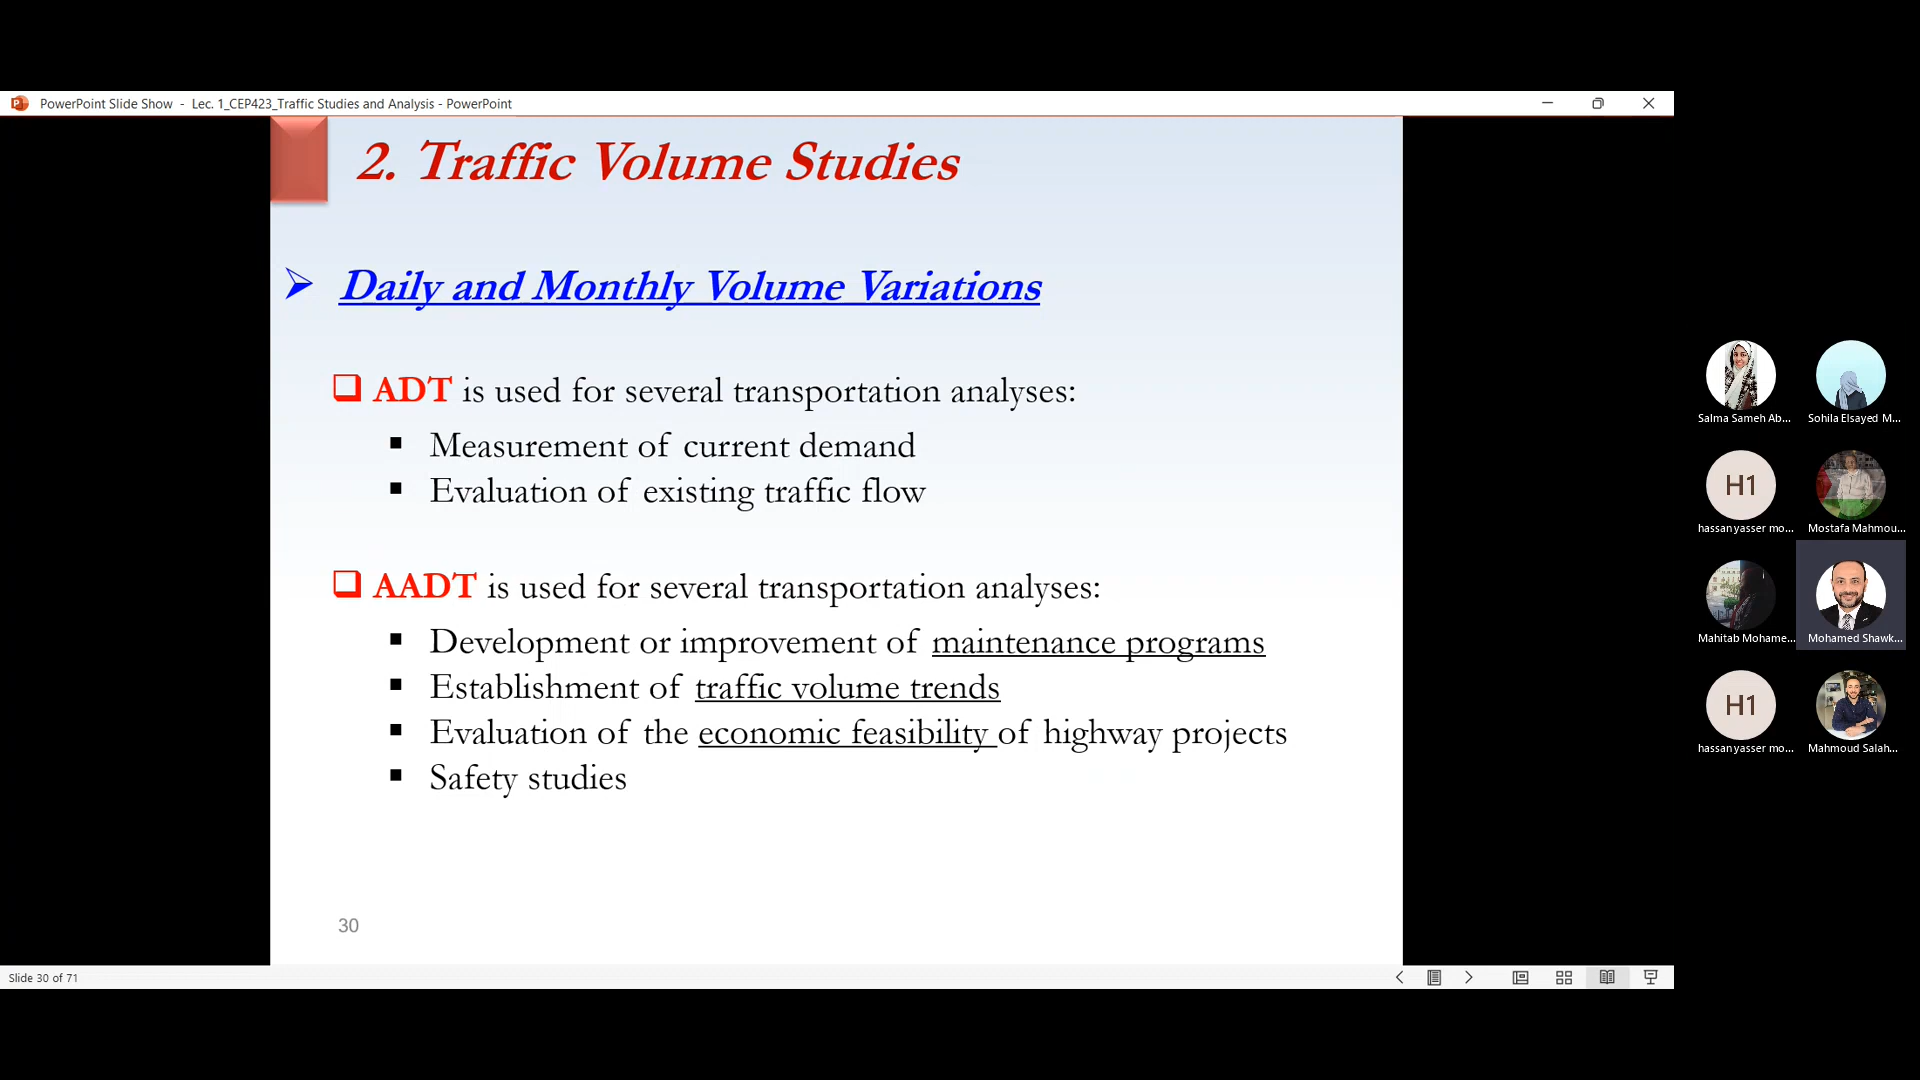 PowerPoint Slide Show - Lec. 1_CEP423_Traffic Studies and Analysis - PowerPoint
2. Traffic Volume Studies
Daily and Monthly Volume Variations
ADT is used for several transportation analyses:
Measurement of current demand
Evaluation of existing traffic flow
AADT is used for several transportation analyses:
Development or improvement of maintenance programs
Establishment of traffic volume trends
Evaluation of the economic feasibility of highway projects
Safety studies
30
Slide 30 of 71
Salma Sameh Ab...
Sohila Elsayed M...
H1
hassan yasser mo...
Mostafa Mahmou...
Mahitab Mohame...
Mohamed Shawk...
H1
hassan yasser mo...
Mahmoud Salah...